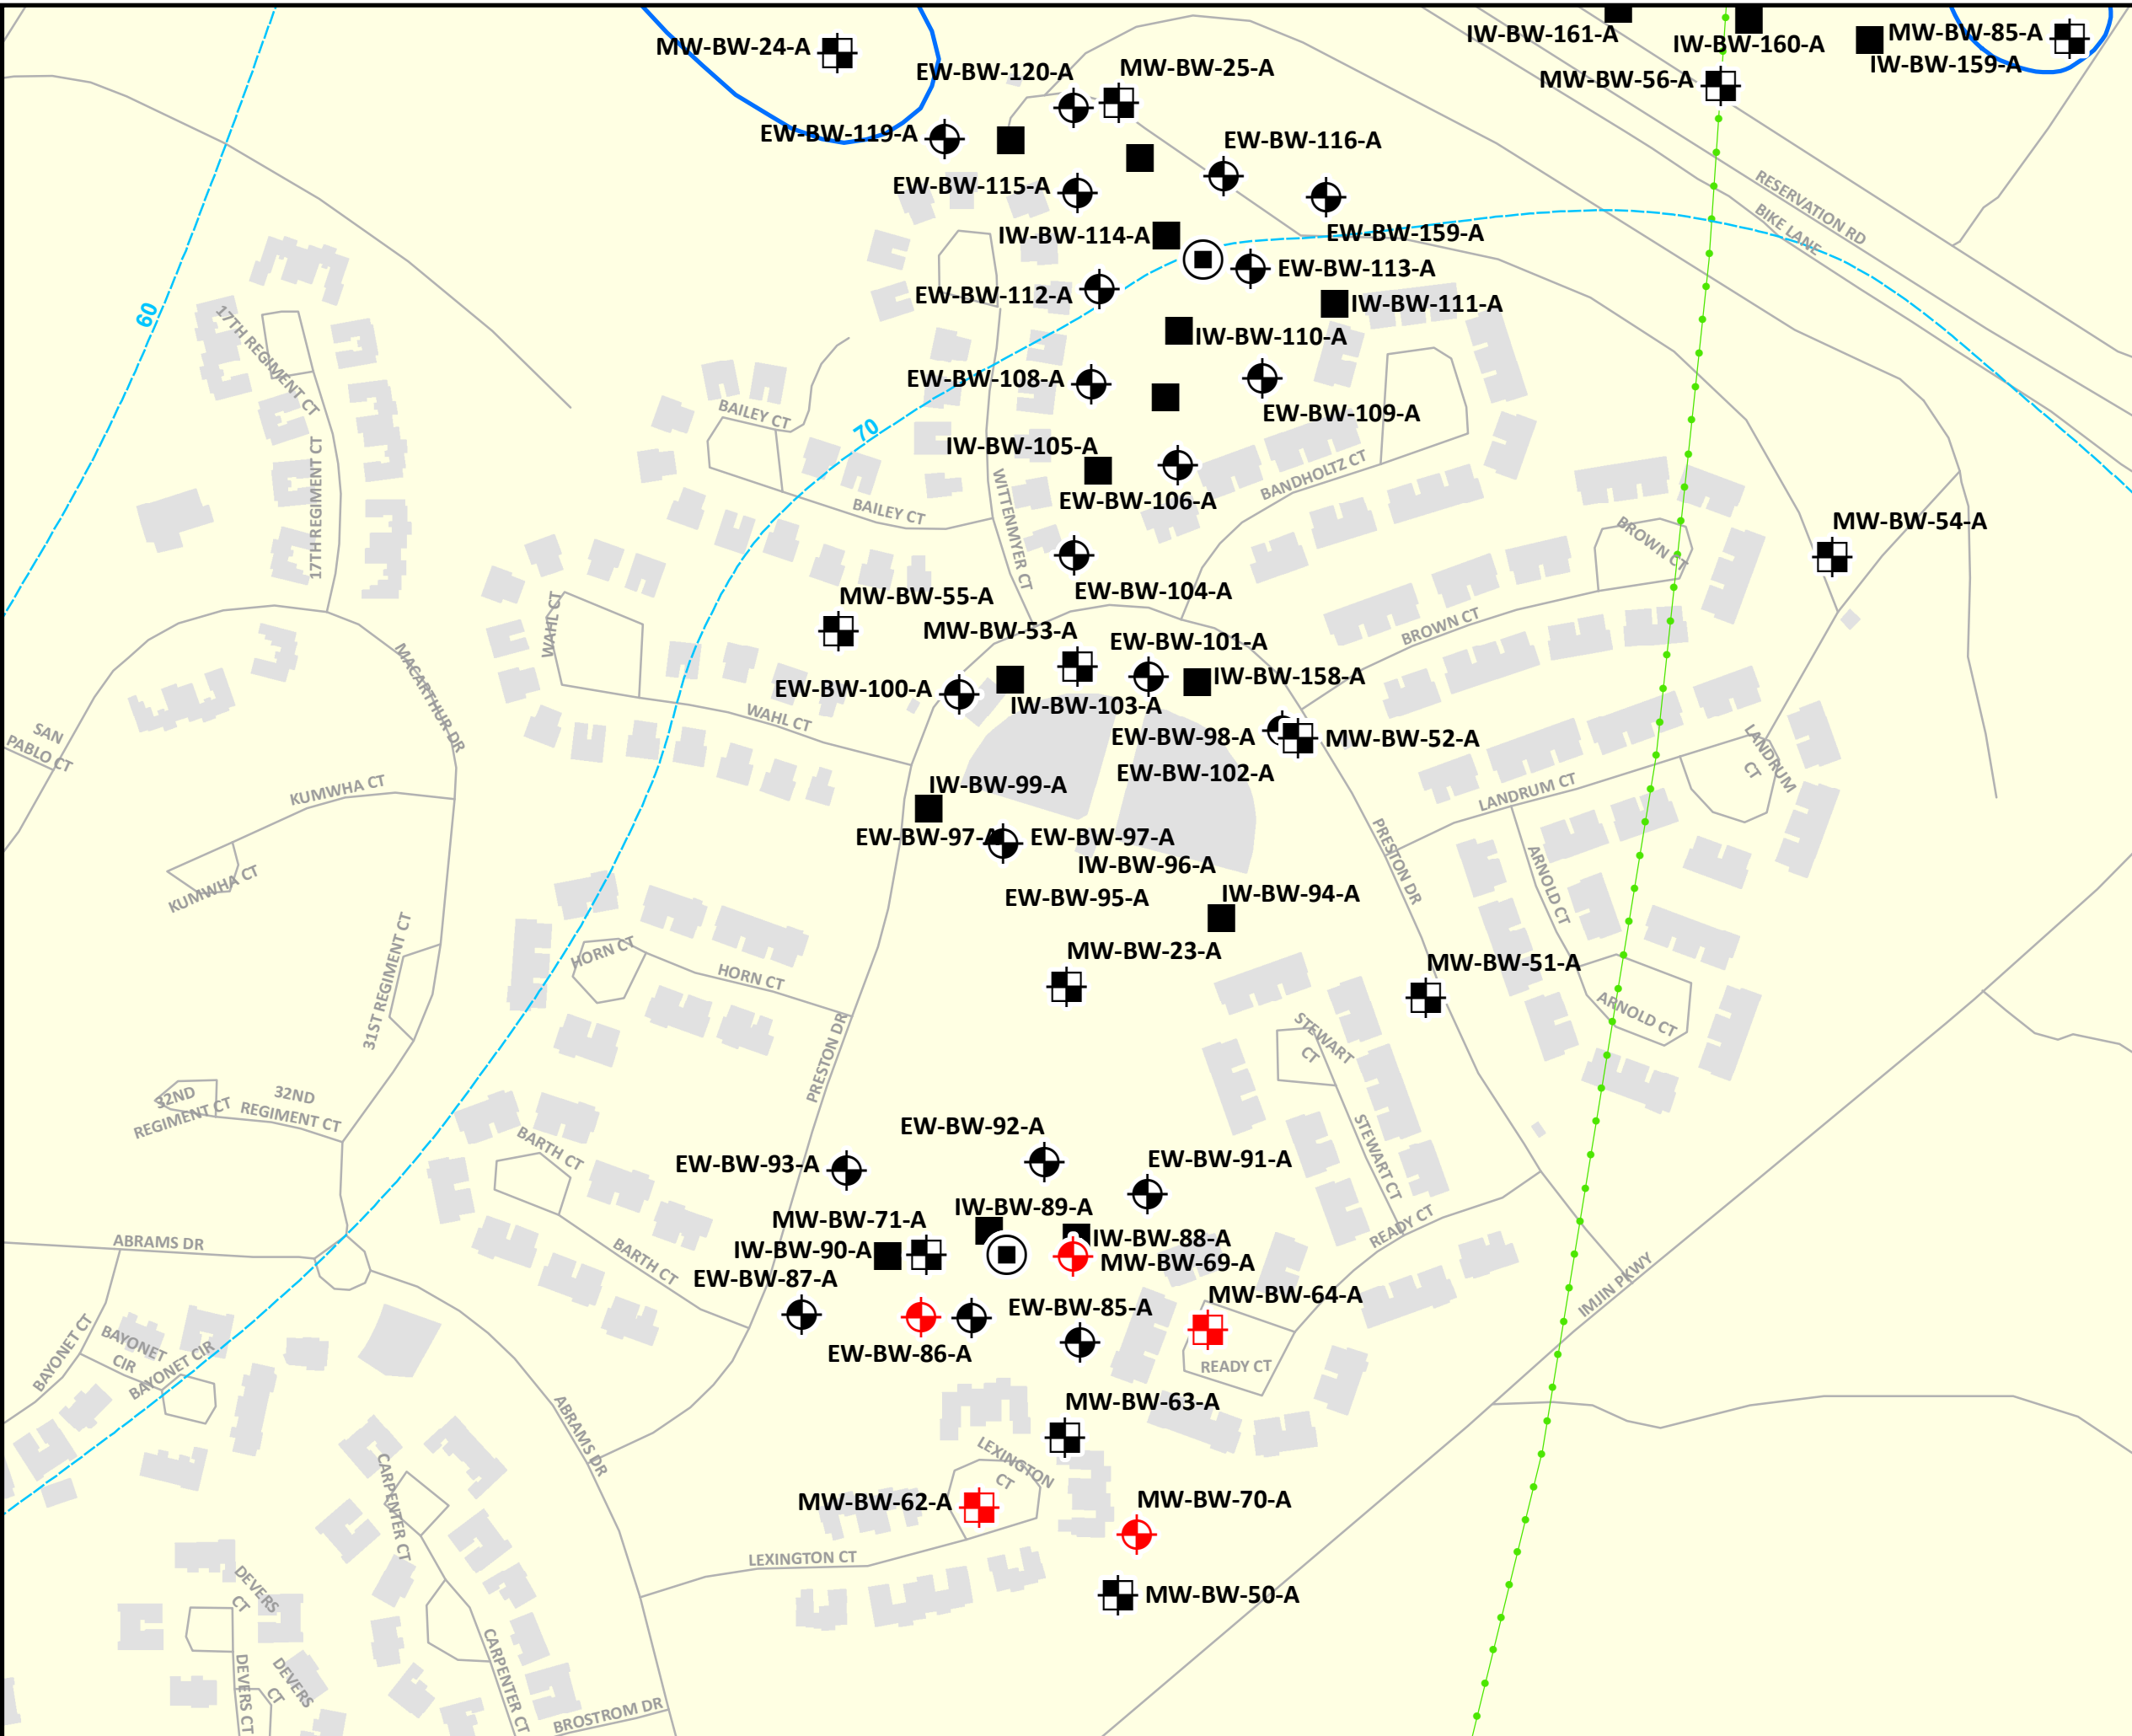 MW-BW-24-A
EW-BW-120-A
MW-BW-25-A
IW-BW-161-A
IW-BW-160-A
MW-BW-85-A
IW-BW-159-A
MW-BW-56-A
EW-BW-119-A
EW-BW-116-A
EW-BW-115-A
RESERVATION RD
BIKE LANE
IW-BW-114-A
EW-BW-159-A
EW-BW-113-A
EW-BW-112-A
IW-BW-111-A
60
17TH REGIMENT CT
IW-BW-110-A
EW-BW-108-A
EW-BW-109-A
BAILEY CT
70
IW-BW-105-A
BANDHOLTZ CT
17TH REGIMENT CT
EW-BW-106-A
BAILEY CT
WITTENMYER CT
BROWN CT
MW-BW-54-A
EW-BW-104-A
MW-BW-55-A
WAHL CT
MW-BW-53-A
EW-BW-101-A
BROWN CT
MACARTHUR DR
EW-BW-100-A
IW-BW-158-A
IW-BW-103-A
WAHL CT
SAN
PABLO CT
EW-BW-98-A
MW-BW-52-A
EW-BW-102-A
LANDRUM
CT
KUMWHA CT
IW-BW-99-A
LANDRUM CT
EW-BW-97-A
EW-BW-97-A
IW-BW-96-A
PRESTON DR
KUMWHA CT
EW-BW-95-A
IW-BW-94-A
ARNOLD CT
31ST REGIMENT CT
HORN CT
HORN CT
MW-BW-23-A
MW-BW-51-A
ARNOLD CT
PRESTON DR
STEWART
CT
32ND
REGIMENT CT
32ND
REGIMENT CT
BARTH CT
EW-BW-92-A
EW-BW-93-A
EW-BW-91-A
STEWART CT
IW-BW-89-A
MW-BW-71-A
IW-BW-88-A
READY CT
ABRAMS DR
IW-BW-90-A
BARTH CT
MW-BW-69-A
EW-BW-87-A
MW-BW-64-A
IMJIN PKWY
EW-BW-85-A
BAYONET CT
BAYONET
CIR
BAYONET CIR
EW-BW-86-A
READY CT
ABRAMS DR
MW-BW-63-A
LEXINGTON
CT
CARPENTER CT
MW-BW-62-A
MW-BW-70-A
LEXINGTON CT
DEVERS
CT
MW-BW-50-A
CARPENTER CT
DEVERS CT
DEVERS
CT
BROSTROM DR